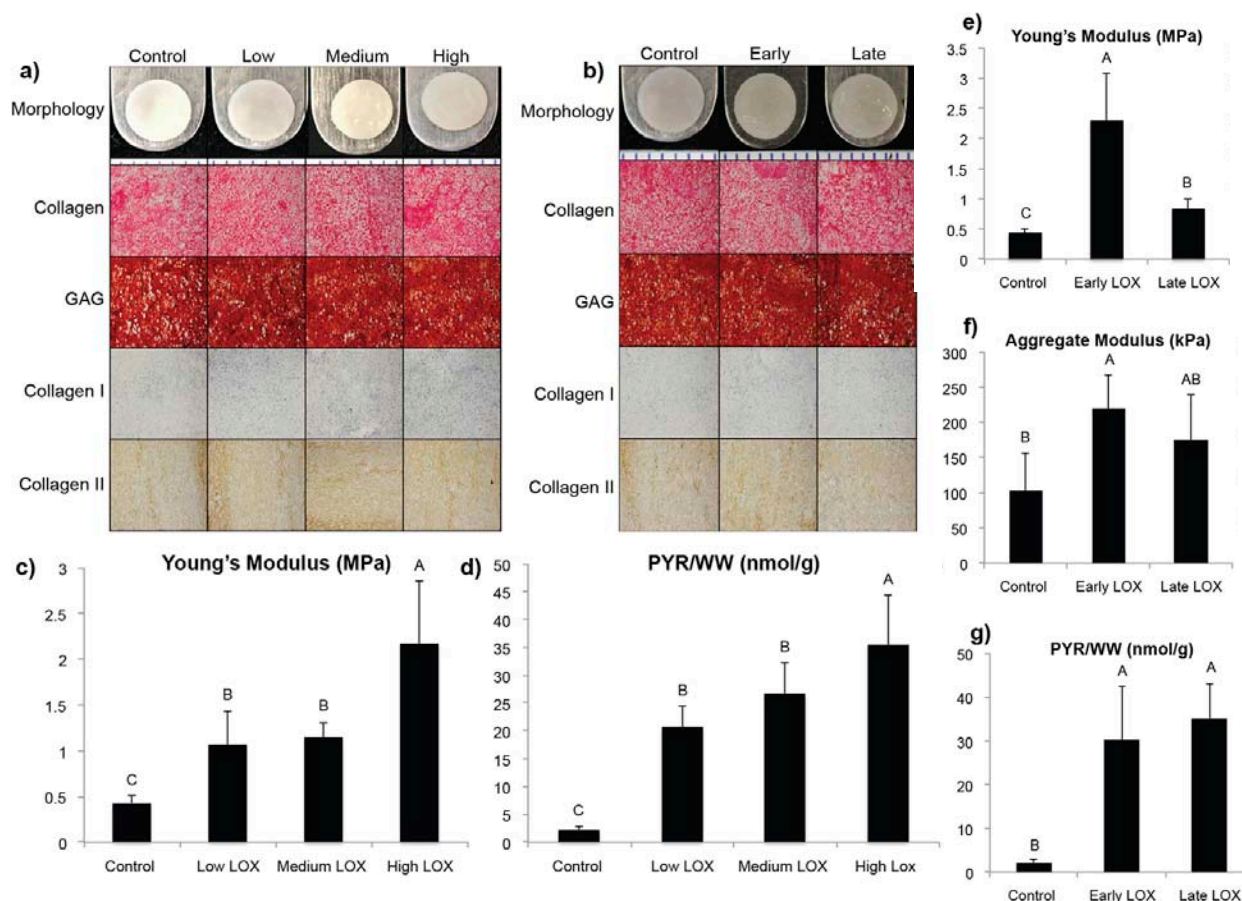 a)
Control Low Medium High
Morphology
Collagen
GAG
Collagen I
Collagen II
b)
Control Early Late
Morphology
Collagen
GAG
Collagen I
Collagen II
c)
Young's Modulus (MPa)
3
2.5
2
1.5
1
0.5
0
C
B
B
A
Control Low LOX Medium LOX High LOX
d)
PYR/WW (nmol/g)
50
45
40
35
30
25
20
15
10
5
0
C
B
B
A
Control Low LOX Medium LOX High Lox
e)
Young's Modulus (MPa)
3.5
3
2.5
2
1.5
1
0.5
0
C
A
B
Control Early LOX Late LOX
f)
Aggregate Modulus (kPa)
300
250
200
150
100
50
0
B
A
AB
Control Early LOX Late LOX
g)
PYR/WW (nmol/g)
50
40
30
20
10
0
B
A
A
Control Early LOX Late LOX